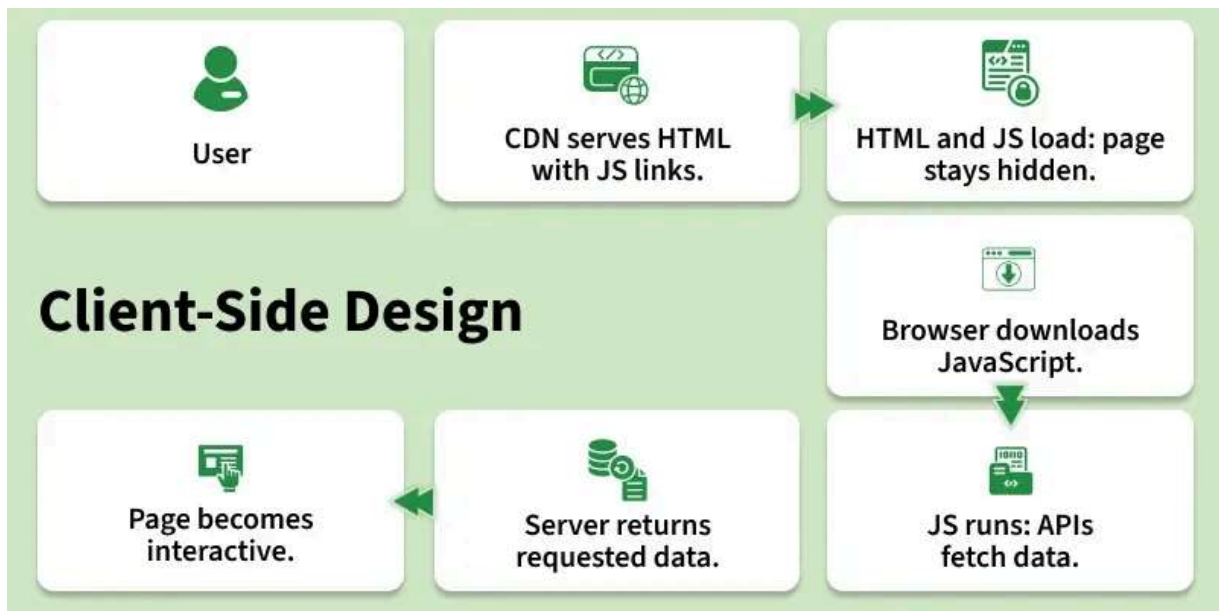 User
CDN serves HTML
with JS links.
HTML and JS load: page
stays hidden.
Client-Side Design
Browser downloads
JavaScript.
Page becomes
interactive.
Server returns
requested data.
JS runs: APIs
fetch data.